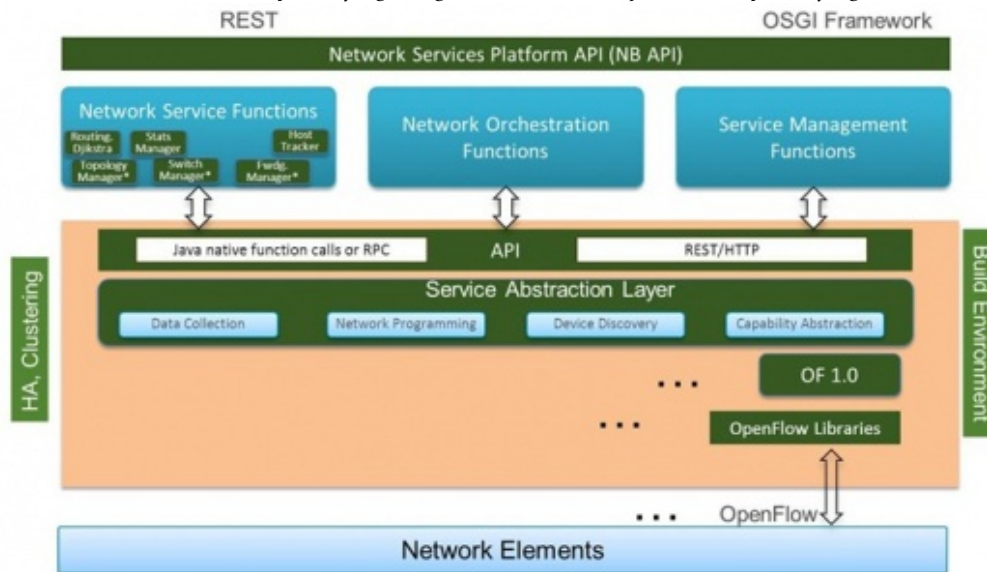 REST
OSGI Framework
Network Services Platform API (NB API)
Network Service Functions
Routing. Djikstra
Stats Manager
Host Tracker
Topology Manager*
Switch Manager*
Fwdg. Manager*
Network Orchestration
Functions
Service Management
Functions
HA, Clustering
Build Environment
Java native function calls or RPC
API
REST/HTTP
Service Abstraction Layer
Data Collection
Network Programming
Device Discovery
Capability Abstraction
...
OF 1.0
...
OpenFlow Libraries
...
OpenFlow
Network Elements